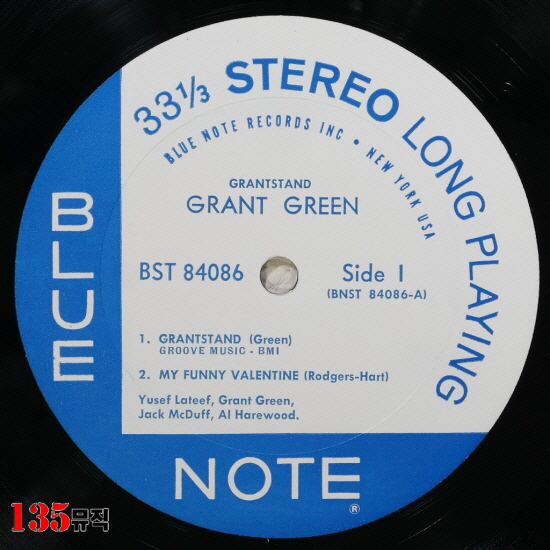 33⅓ STEREO LONG PLAYING
BLUE NOTE RECORDS INC • NEW YORK USA
GRANTSTAND
GRANT GREEN
BST 84086
Side 1
(BNST 84086-A)
1. GRANTSTAND (Green)
GROOVE MUSIC - BMI
2. MY FUNNY VALENTINE (Rodgers-Hart)
Yusef Lateef, Grant Green,
Jack McDuff, Al Harewood.
BLUE
NOTE
®
135뮤직